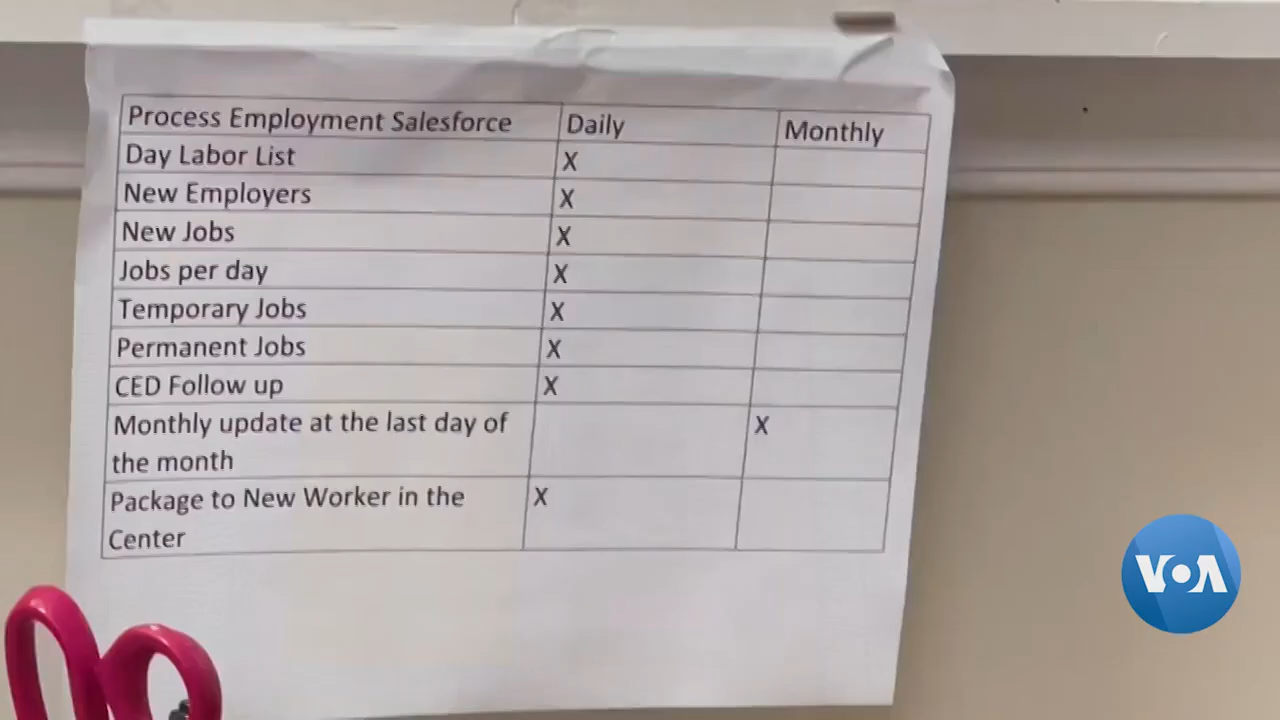 Process Employment Salesforce Daily Monthly
Day Labor List X
New Employers X
New Jobs X
Jobs per day X
Temporary Jobs X
Permanent Jobs X
CED Follow up X
Monthly update at the last day of X
the month
Package to New Worker in the X
Center
VOA